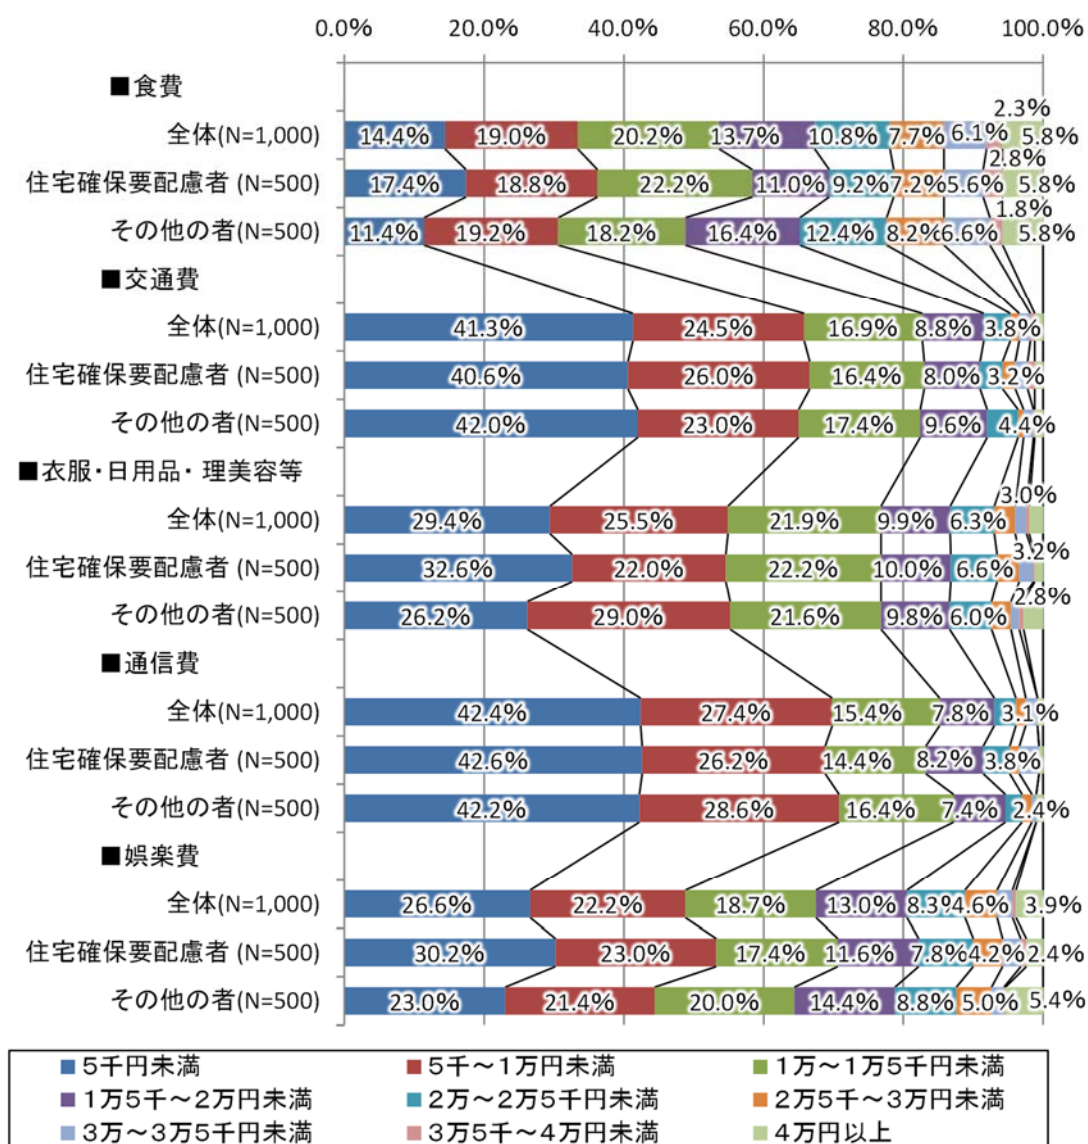 0.0% 20.0% 40.0% 60.0% 80.0% 100.0%
■食費
2.3%
全体(N=1,000) 14.4% 19.0% 20.2% 13.7% 10.8% 7.7% 6.1% 5.8%
2.8%
住宅確保要配慮者 (N=500) 17.4% 18.8% 22.2% 11.0% 9.2% 7.2% 5.6% 5.8%
1.8%
その他の者(N=500) 11.4% 19.2% 18.2% 16.4% 12.4% 8.2% 6.6% 5.8%
■交通費
全体(N=1,000) 41.3% 24.5% 16.9% 8.8% 3.8%
住宅確保要配慮者 (N=500) 40.6% 26.0% 16.4% 8.0% 3.2%
その他の者(N=500) 42.0% 23.0% 17.4% 9.6% 4.4%
■衣服・日用品・理美容等
3.0%
全体(N=1,000) 29.4% 25.5% 21.9% 9.9% 6.3%
3.2%
住宅確保要配慮者 (N=500) 32.6% 22.0% 22.2% 10.0% 6.6%
2.8%
その他の者(N=500) 26.2% 29.0% 21.6% 9.8% 6.0%
■通信費
全体(N=1,000) 42.4% 27.4% 15.4% 7.8% 3.1%
住宅確保要配慮者 (N=500) 42.6% 26.2% 14.4% 8.2% 3.8%
その他の者(N=500) 42.2% 28.6% 16.4% 7.4% 2.4%
■娯楽費
全体(N=1,000) 26.6% 22.2% 18.7% 13.0% 8.3% 4.6% 3.9%
住宅確保要配慮者 (N=500) 30.2% 23.0% 17.4% 11.6% 7.8% 4.2% 2.4%
その他の者(N=500) 23.0% 21.4% 20.0% 14.4% 8.8% 5.0% 5.4%
5千円未満 5千～1万円未満 1万～1万5千円未満
1万5千～2万円未満 2万～2万5千円未満 2万5千～3万円未満
3万～3万5千円未満 3万5千～4万円未満 4万円以上